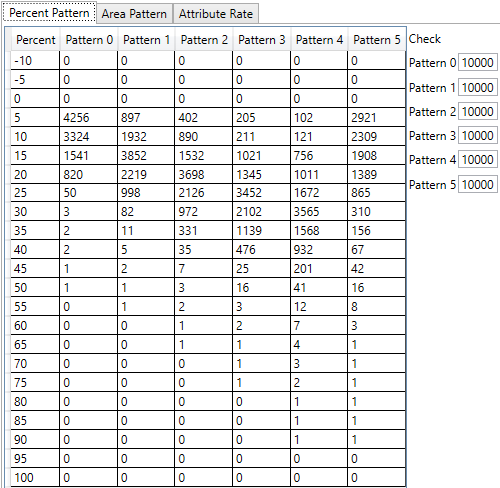 Percent Pattern Area Pattern Attribute Rate
Percent Pattern 0 Pattern 1 Pattern 2 Pattern 3 Pattern 4 Pattern 5 Check
-10 0 0 0 0 0 0 Pattern 0 10000
-5 0 0 0 0 0 0 Pattern 1 10000
0 0 0 0 0 0 0 Pattern 2 10000
5 4256 897 402 205 102 2921 Pattern 3 10000
10 3324 1932 890 211 121 2309 Pattern 4 10000
15 1541 3852 1532 1021 756 1908 Pattern 5 10000
20 820 2219 3698 1345 1011 1389
25 50 998 2126 3452 1672 865
30 3 82 972 2102 3565 310
35 2 11 331 1139 1568 156
40 2 5 35 476 932 67
45 1 2 7 25 201 42
50 1 1 3 16 41 16
55 0 1 2 3 12 8
60 0 0 1 2 7 3
65 0 0 1 1 4 1
70 0 0 0 1 3 1
75 0 0 0 1 2 1
80 0 0 0 0 1 1
85 0 0 0 0 1 1
90 0 0 0 0 1 1
95 0 0 0 0 0 0
100 0 0 0 0 0 0